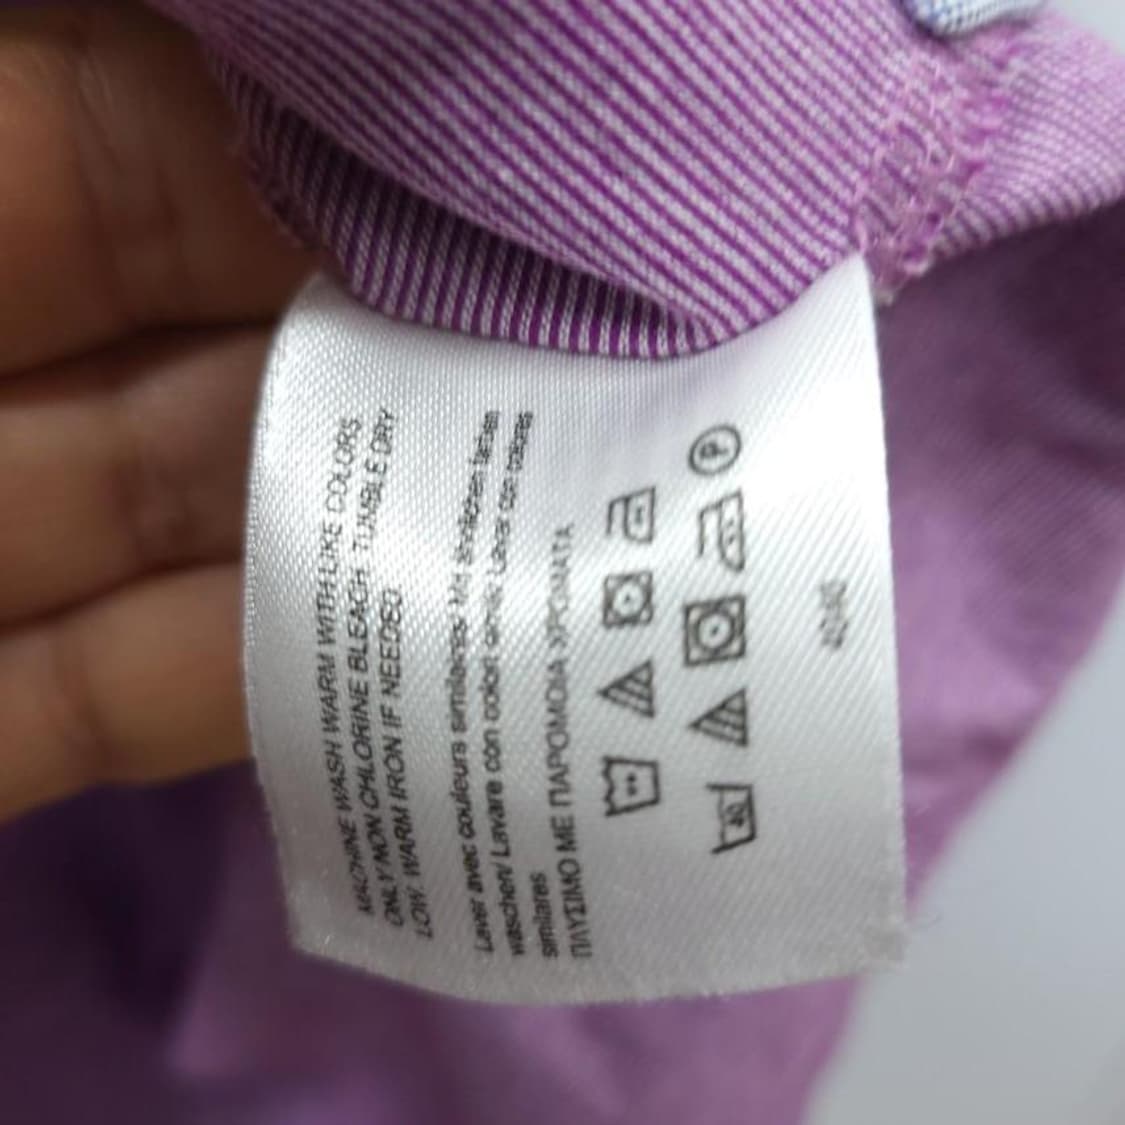 MACHINE WASH WARM WITH LIKE COLORS
ONLY NON CHLORINE BLEACH TUMBLE DRY
LOW. WARM IRON IF NEEDED
Laver avec couleurs similaires/ Mit ähnlichen farben
waschen/ Lavare con colori simili/ Lavar con colores
similares
ΠΛΥΣΙΜΟ ΜΕ ΠΑΡΟΜΟΙΑ ΧΡΩΜΑΤΑ
40
P